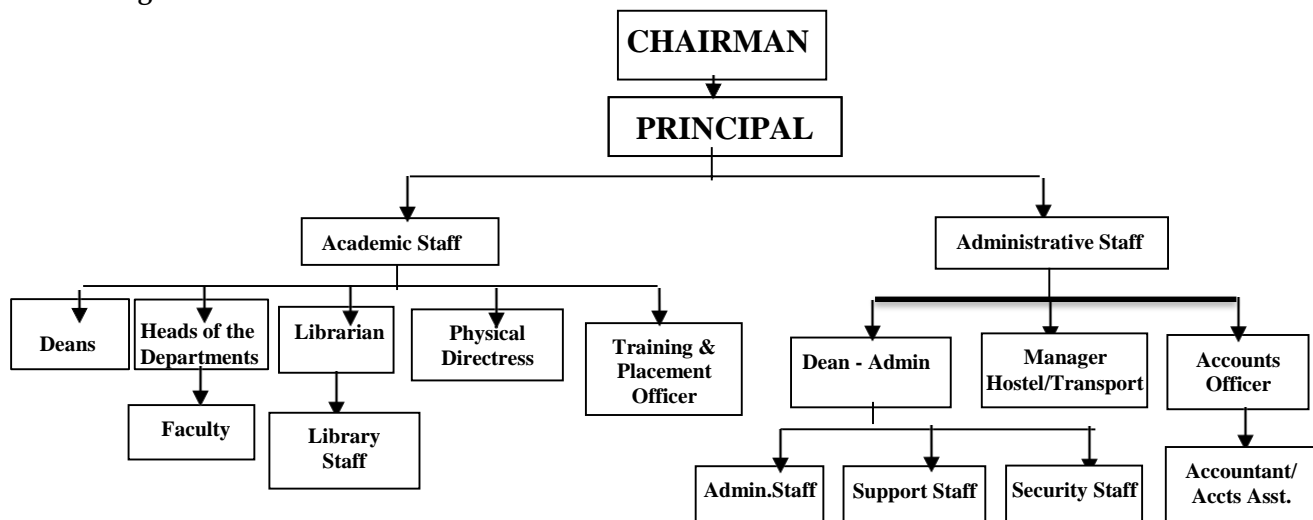 CHAIRMAN
PRINCIPAL
Academic Staff
Administrative Staff
Deans
Heads of the
Departments
Librarian
Physical
Directress
Training &
Placement
Officer
Dean - Admin
Manager
Hostel/Transport
Accounts
Officer
Faculty
Library
Staff
Admin.Staff
Support Staff
Security Staff
Accountant/
Accts Asst.